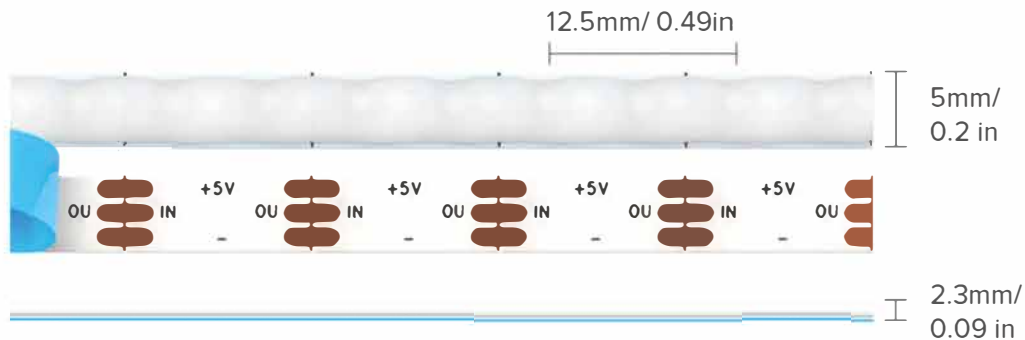 12.5mm/ 0.49in
5mm/
0.2 in
+5V +5V +5V +5V
OU IN OU IN OU IN OU IN OU
- - - -
2.3mm/
0.09 in